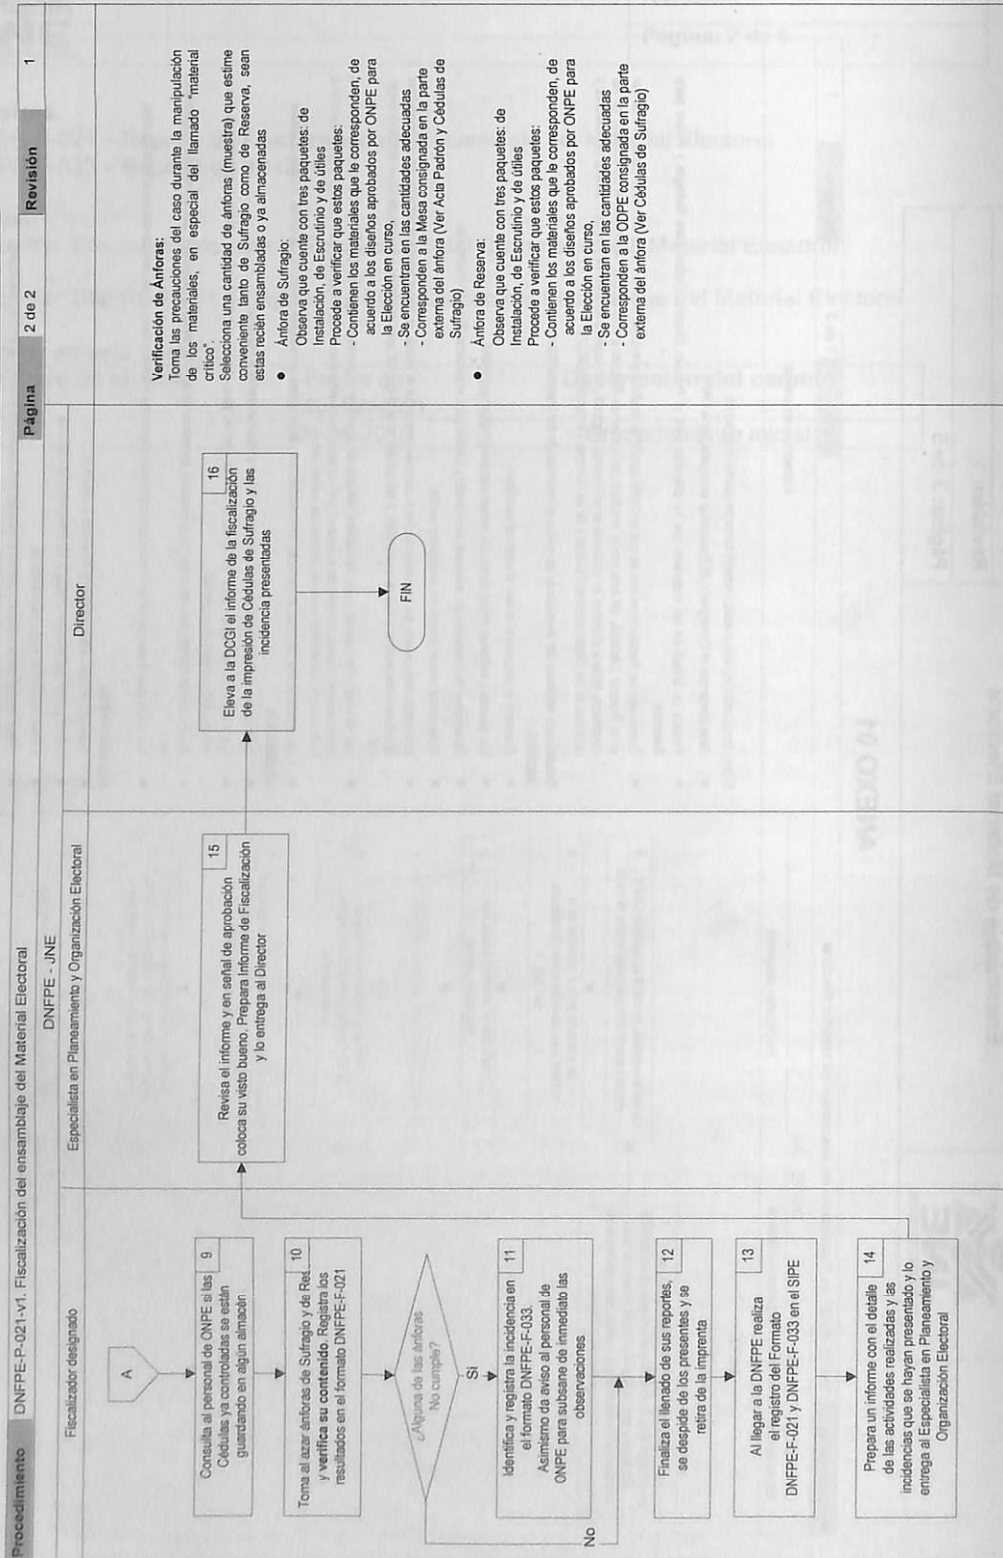 Procedimiento DNFPE-P-021-v1. Fiscalización del ensamblaje del Material Electoral Página 2 de 2 Revisión 1
DNFPE - JNE
Fiscalizador designado
Especialista en Planeamiento y Organización Electoral
Director
A
9
Consulta al personal de ONPE si las
Cédulas ya controladas se están
guardando en algún almacén
10
Toma al azar ánforas de Sufragio y de Res
y verifica su contenido. Registra los
resultados en el formato DNFPE-F-021
¿Alguna de las ánforas
No cumple?
Si
No
11
Identifica y registra la incidencia en
el formato DNFPE-F-033.
Asimismo da aviso al personal de
ONPE para subsane de inmediato las
observaciones
12
Finaliza el llenado de sus reportes,
se despide de los presentes y se
retira de la imprenta
13
Al llegar a la DNFPE realiza
el registro del Formato
DNFPE-F-021 y DNFPE-F-033 en el SIPE
14
Prepara un informe con el detalle
de las actividades realizadas y las
incidencias que se hayan presentado y lo
entrega al Especialista en Planeamiento y
Organización Electoral
15
Revisa el informe y en señal de aprobación
coloca su visto bueno. Prepara Informe de Fiscalización
y lo entrega al Director
16
Eleva a la DCGI el informe de la fiscalización
de la impresión de Cédulas de Sufragio y las
incidencia presentadas
FIN
Verificación de Ánforas:
Toma las precauciones del caso durante la manipulación
de los materiales, en especial del llamado "material
crítico".
Selecciona una cantidad de ánforas (muestra) que estime
conveniente tanto de Sufragio como de Reserva, sean
estas recién ensambladas o ya almacenadas
● Ánfora de Sufragio:
Observa que cuente con tres paquetes: de
Instalación, de Escrutinio y de útiles
Procede a verificar que estos paquetes:
- Contienen los materiales que le corresponden, de
acuerdo a los diseños aprobados por ONPE para
la Elección en curso,
- Se encuentran en las cantidades adecuadas
- Corresponden a la Mesa consignada en la parte
externa del ánfora (Ver Acta Padrón y Cédulas de
Sufragio)
● Ánfora de Reserva:
Observa que cuente con tres paquetes: de
Instalación, de Escrutinio y de útiles
Procede a verificar que estos paquetes:
- Contienen los materiales que le corresponden, de
acuerdo a los diseños aprobados por ONPE para
la Elección en curso,
- Se encuentran en las cantidades adecuadas
- Corresponden a la ODPE consignada en la parte
externa del ánfora (Ver Cédulas de Sufragio)
ANEXO 01